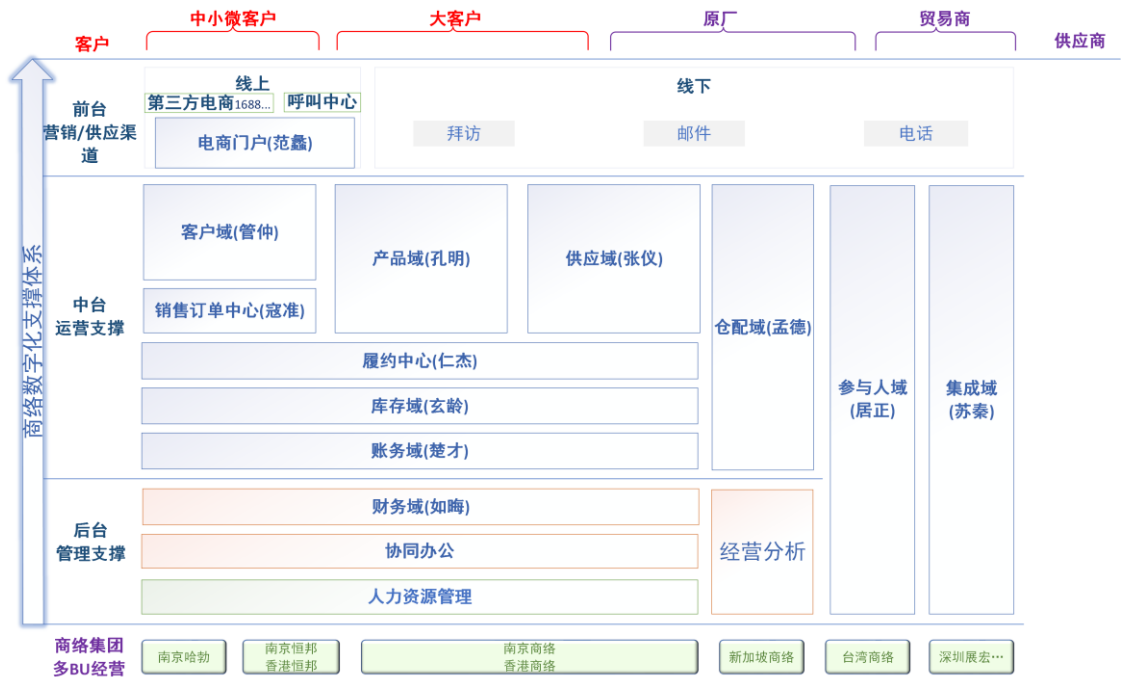 中小微客户
大客户
原厂
贸易商
客户
供应商
商络数字化支撑体系
前台
营销/供应渠
道
线上
第三方电商1688...
呼叫中心
电商门户(范蠡)
线下
拜访
邮件
电话
中台
运营支撑
客户域(管仲)
销售订单中心(寇准)
产品域(孔明)
供应域(张仪)
履约中心(仁杰)
库存域(玄龄)
账务域(楚才)
仓配域(孟德)
参与人域
(居正)
集成域
(苏秦)
后台
管理支撑
财务域(如晦)
协同办公
人力资源管理
经营分析
商络集团
多BU经营
南京哈勃
南京恒邦
香港恒邦
南京商络
香港商络
新加坡商络
台湾商络
深圳展宏…